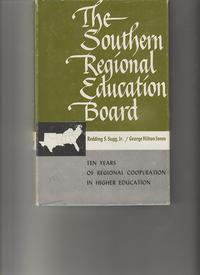 The
Southern
Regional
Education
Board
Redding S. Sugg, Jr. / George Hilton Jones
TEN YEARS
OF REGIONAL COOPERATION
IN HIGHER EDUCATION